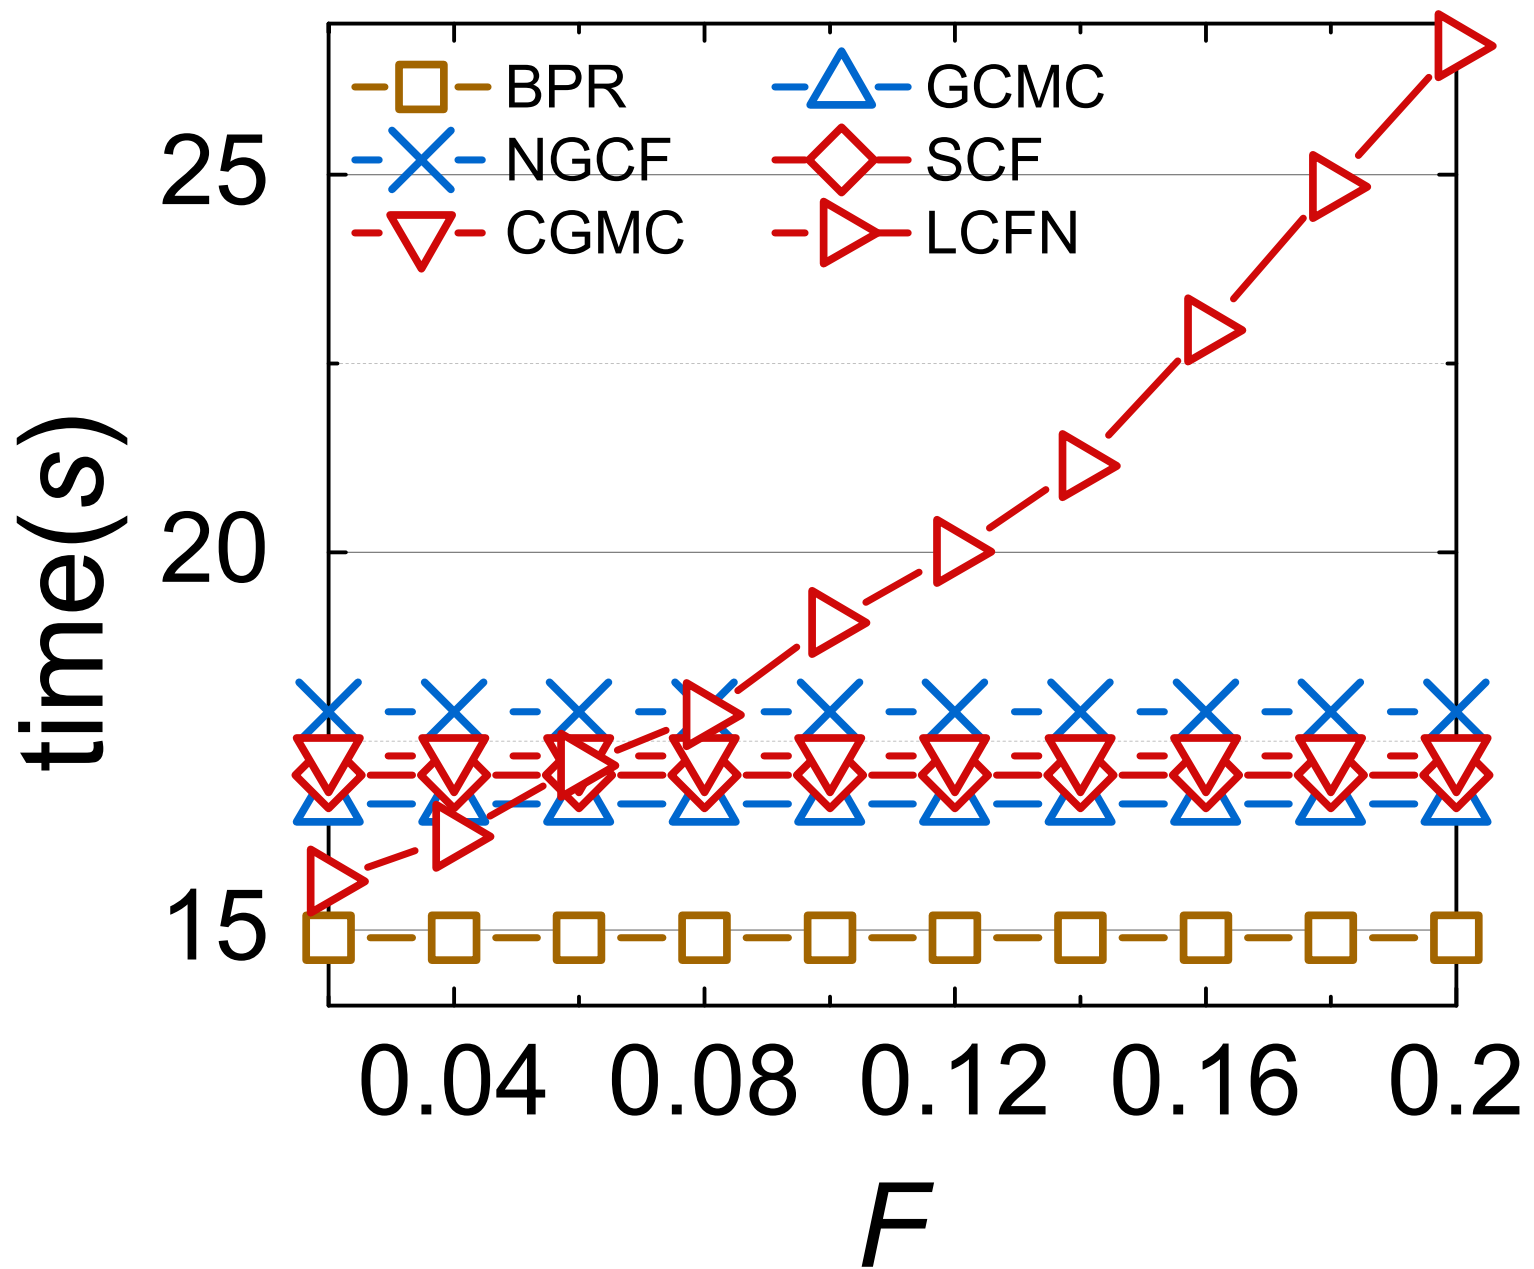 BPR
GCMC
NGCF
SCF
CGMC
LCFN
time(s)
25
20
15
0.04 0.08 0.12 0.16 0.2
F